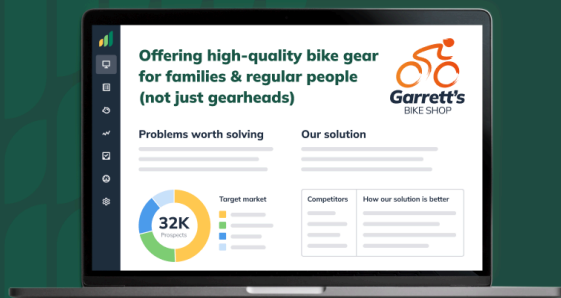 Offering high-quality bike gear
for families & regular people
(not just gearheads)
Garrett's
BIKE SHOP
Problems worth solving
Our solution
32K
Prospects
Target market
Competitors
How our solution is better